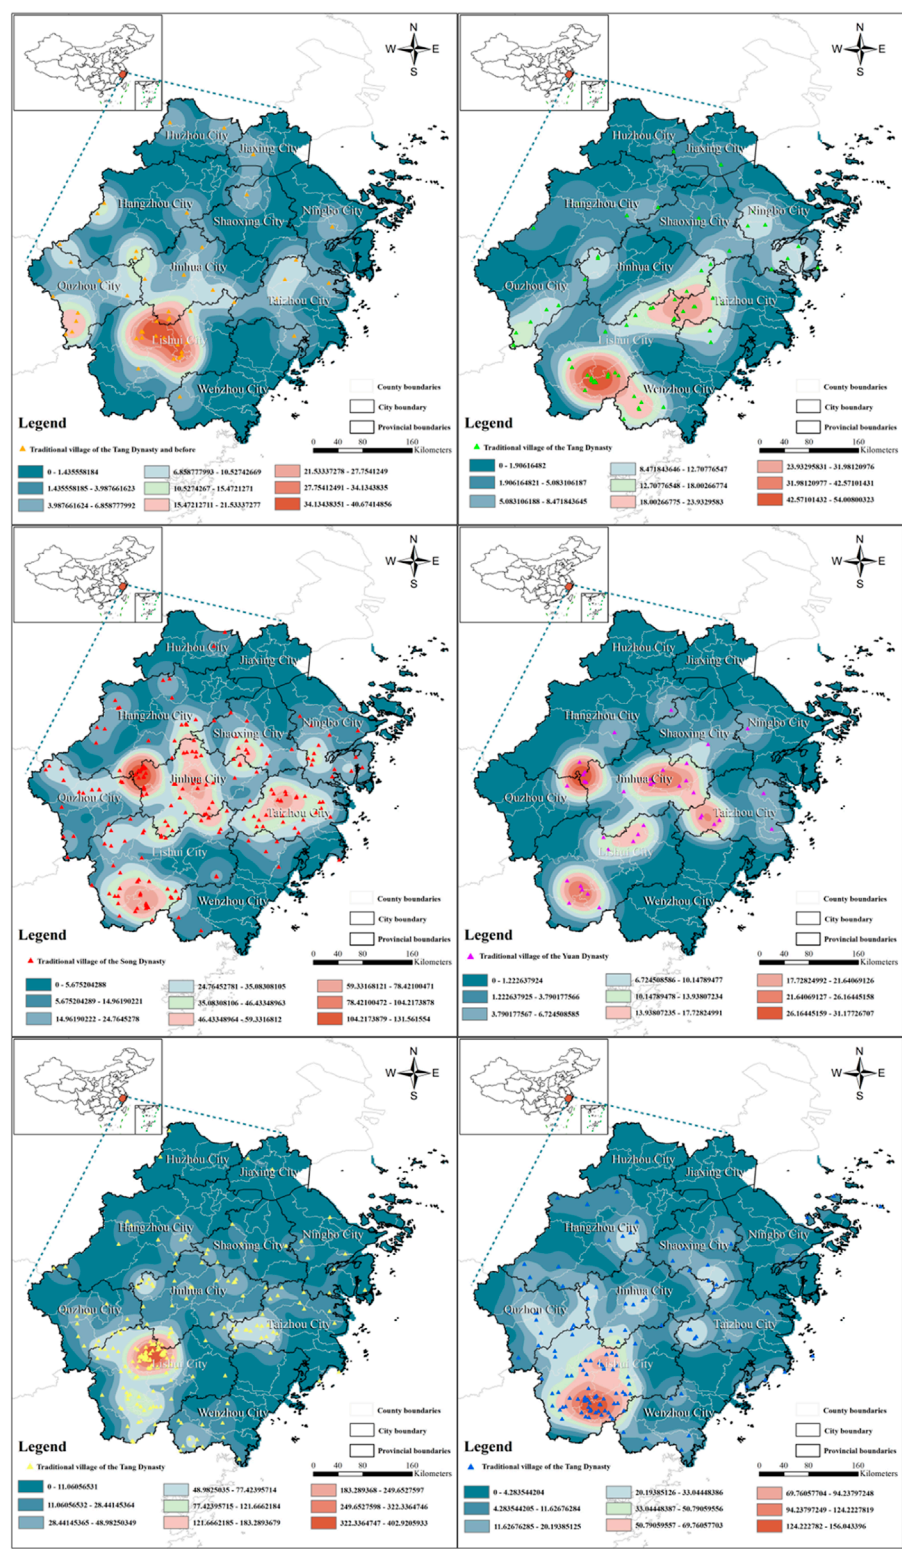 N
W E
S
Huzhou City
Jiaxing City
Hangzhou City
Shaoxing City
Ningbo City
Jinhua City
Quzhou City
Taizhou City
Lishui City
Wenzhou City
County boundaries
City boundary
Provincial boundaries
Legend
Traditional village of the Tang Dynasty and before
0 40 80 160
Kilometers
0 - 1.435558184
1.435558185 - 3.987661623
3.987661624 - 6.858777992
6.858777993 - 10.52742669
10.5274267 - 15.4721271
15.47212711 - 21.53337277
21.53337278 - 27.7541249
27.75412491 - 34.1343835
34.13438351 - 40.67414856
N
W E
S
Huzhou City
Jiaxing City
Hangzhou City
Shaoxing City
Ningbo City
Jinhua City
Quzhou City
Taizhou City
Lishui City
Wenzhou City
County boundaries
City boundary
Provincial boundaries
Legend
Traditional village of the Tang Dynasty
0 40 80 160
Kilometers
0 - 1.90616482
1.906164821 - 5.083106187
5.083106188 - 8.471843645
8.471843646 - 12.70776547
12.70776548 - 18.00266774
18.00266775 - 23.9329583
23.93295831 - 31.98120976
31.98120977 - 42.57101431
42.57101432 - 54.00800323
N
W E
S
Huzhou City
Jiaxing City
Hangzhou City
Shaoxing City
Ningbo City
Jinhua City
Quzhou City
Taizhou City
Lishui City
Wenzhou City
County boundaries
City boundary
Provincial boundaries
Legend
Traditional village of the Song Dynasty
0 40 80 160
Kilometers
0 - 5.675204288
5.675204289 - 14.96190221
14.96190222 - 24.7645278
24.76452781 - 35.08308105
35.08308106 - 46.43348963
46.43348964 - 59.3316812
59.33168121 - 78.42100471
78.42100472 - 104.2173878
104.2173879 - 131.561554
N
W E
S
Huzhou City
Jiaxing City
Hangzhou City
Shaoxing City
Ningbo City
Jinhua City
Quzhou City
Taizhou City
Lishui City
Wenzhou City
County boundaries
City boundary
Provincial boundaries
Legend
Traditional village of the Yuan Dynasty
0 40 80 160
Kilometers
0 - 1.222637924
1.222637925 - 3.790177566
3.790177567 - 6.724508585
6.724508586 - 10.14789477
10.14789478 - 13.93807234
13.93807235 - 17.72824991
17.72824992 - 21.64069126
21.64069127 - 26.16445158
26.16445159 - 31.17726707
N
W E
S
Huzhou City
Jiaxing City
Hangzhou City
Shaoxing City
Ningbo City
Jinhua City
Quzhou City
Taizhou City
Lishui City
Wenzhou City
County boundaries
City boundary
Provincial boundaries
Legend
Traditional village of the Tang Dynasty
0 40 80 160
Kilometers
0 - 11.06056531
11.06056532 - 28.44145364
28.44145365 - 48.98250349
48.9825035 - 77.42395714
77.42395715 - 121.6662184
121.6662185 - 183.2893679
183.289368 - 249.6527597
249.6527598 - 322.3364746
322.3364747 - 402.9205933
N
W E
S
Huzhou City
Jiaxing City
Hangzhou City
Shaoxing City
Ningbo City
Jinhua City
Quzhou City
Taizhou City
Lishui City
Wenzhou City
County boundaries
City boundary
Provincial boundaries
Legend
Traditional village of the Tang Dynasty
0 40 80 160
Kilometers
0 - 4.283544204
4.283544205 - 11.62676284
11.62676285 - 20.19385125
20.19385126 - 33.04448386
33.04448387 - 50.79059556
50.79059557 - 69.76057703
69.76057704 - 94.23797248
94.23797249 - 124.2227819
124.222782 - 156.043396